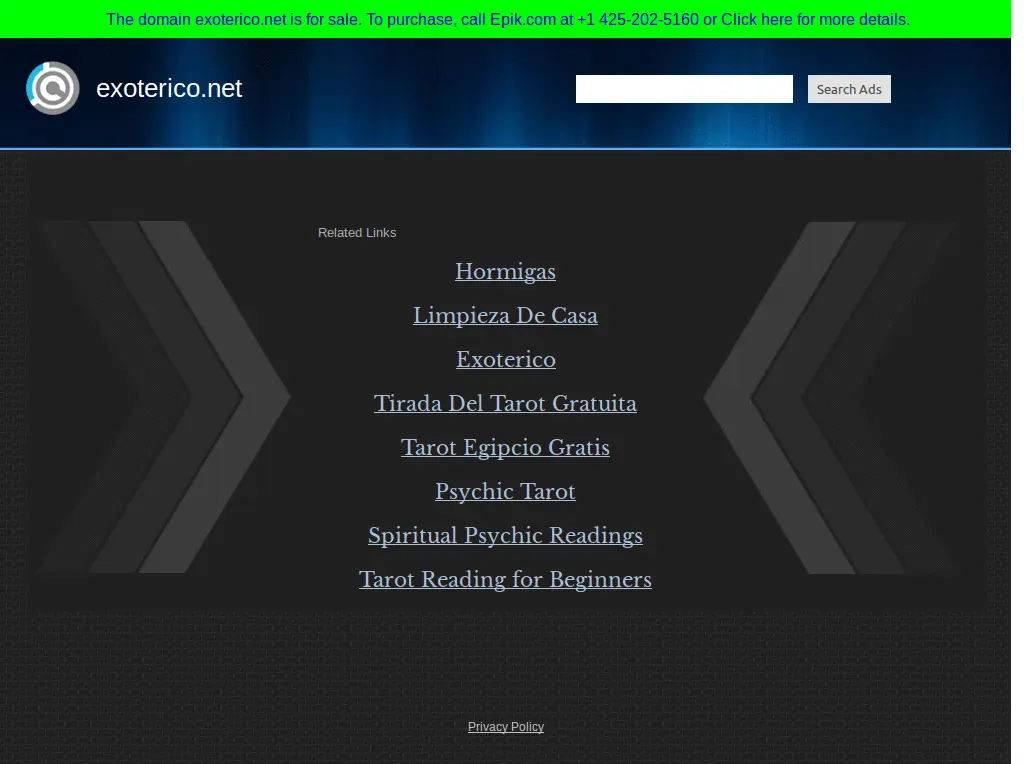 The domain exoterico.net is for sale. To purchase, call Epik.com at +1 425-202-5160 or Click here for more details.
exoterico.net
Search Ads
Related Links
Hormigas
Limpieza De Casa
Exoterico
Tirada Del Tarot Gratuita
Tarot Egipcio Gratis
Psychic Tarot
Spiritual Psychic Readings
Tarot Reading for Beginners
Privacy Policy